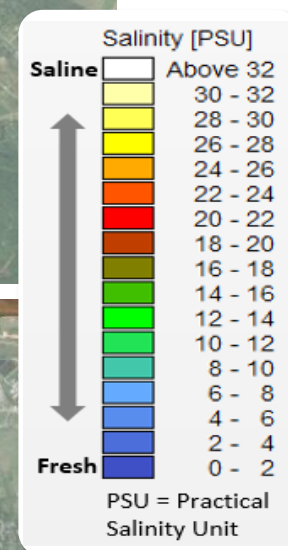 Salinity [PSU]
Saline Above 32
30 - 32
28 - 30
26 - 28
24 - 26
22 - 24
20 - 22
18 - 20
16 - 18
14 - 16
12 - 14
10 - 12
8 - 10
6 - 8
4 - 6
2 - 4
Fresh 0 - 2
PSU = Practical
Salinity Unit